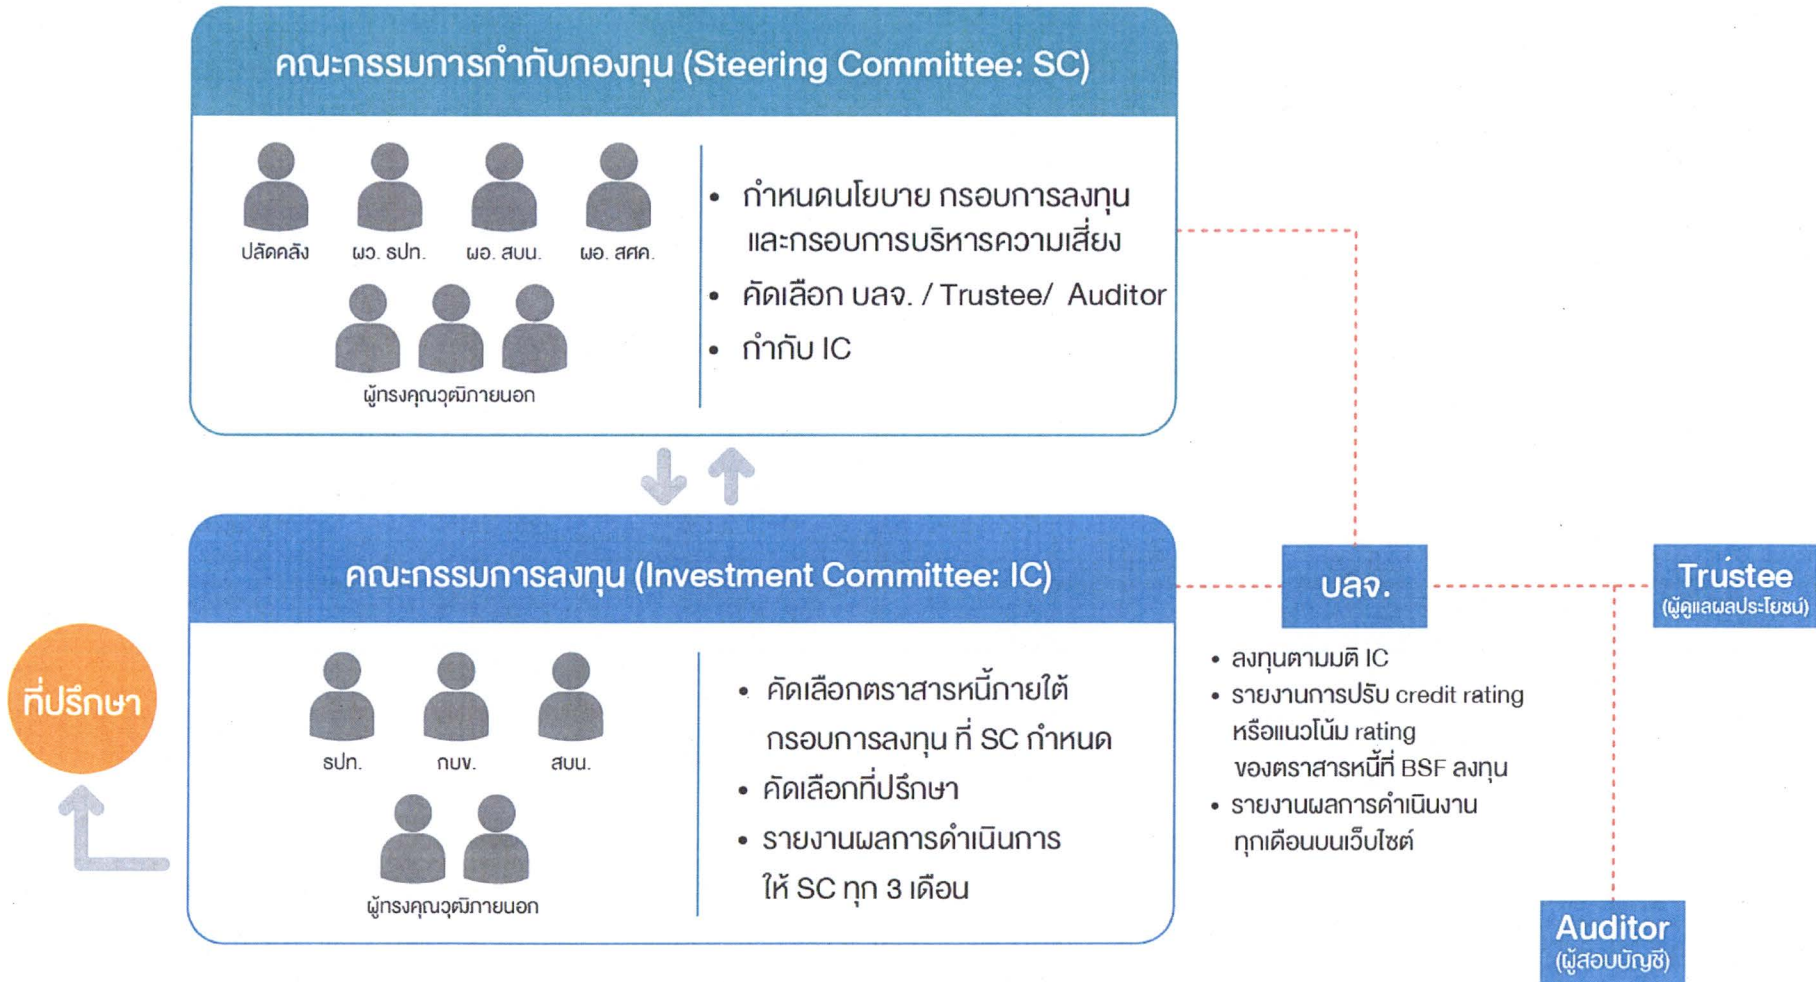 คณะกรรมการกำกับกองทุน (Steering Committee: SC)
ปลัดคลัง
ผว. ธปท.
ผอ. สบน.
ผอ. สศค.
ผู้ทรงคุณวุฒิภายนอก
• กำหนดนโยบาย กรอบการลงทุน
และกรอบการบริหารความเสี่ยง
• คัดเลือก บลจ. / Trustee/ Auditor
• กำกับ IC
คณะกรรมการลงทุน (Investment Committee: IC)
ที่ปรึกษา
ธปท.
กบข.
สบน.
ผู้ทรงคุณวุฒิภายนอก
• คัดเลือกตราสารหนี้ภายใต้
กรอบการลงทุน ที่ SC กำหนด
• คัดเลือกที่ปรึกษา
• รายงานผลการดำเนินการ
ให้ SC ทุก 3 เดือน
บลจ.
• ลงทุนตามมติ IC
• รายงานการปรับ credit rating
หรือแนวโน้ม rating
ของตราสารหนี้ที่ BSF ลงทุน
• รายงานผลการดำเนินงาน
ทุกเดือนบนเว็บไซต์
Trustee
(ผู้ดูแลผลประโยชน์)
Auditor
(ผู้สอบบัญชี)